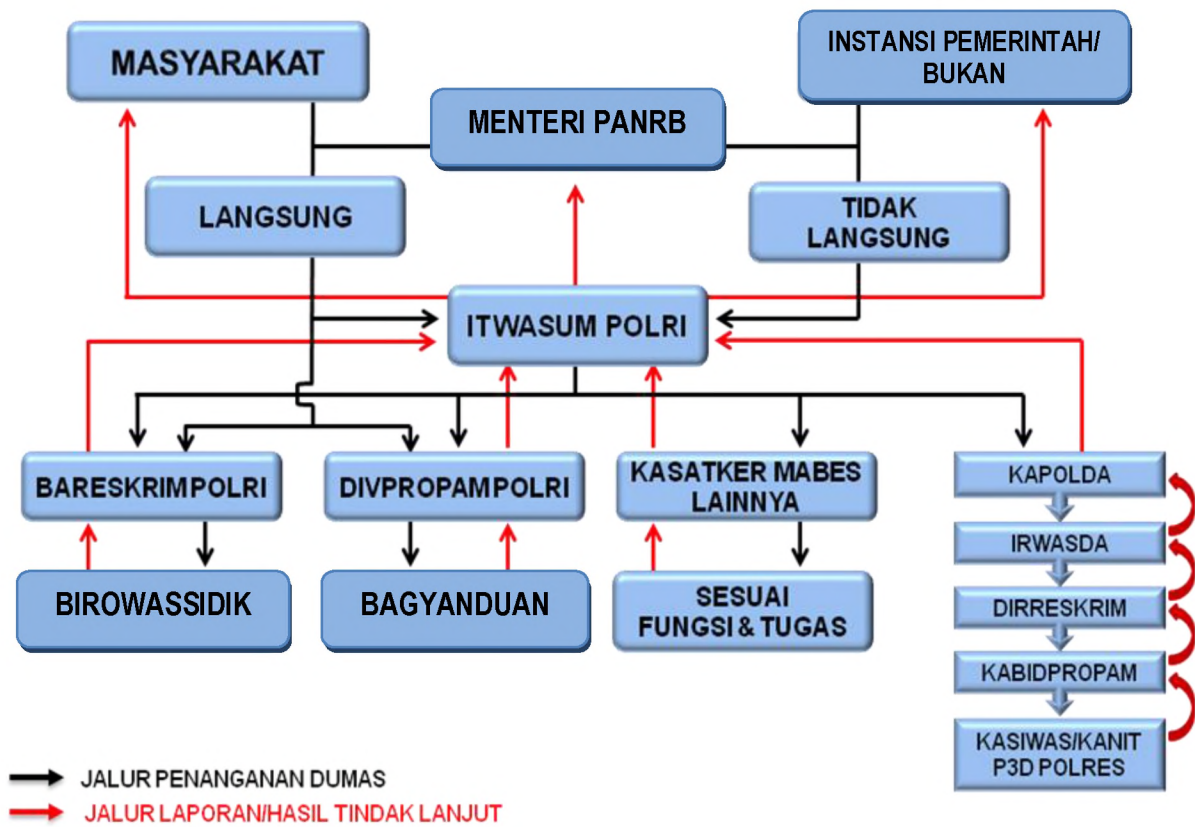 MASYARAKAT
INSTANSI PEMERINTAH/
BUKAN
MENTERI PANRB
LANGSUNG
TIDAK
LANGSUNG
ITWASUM POLRI
BARESKRIMPOLRI
DIVPROPAMPOLRI
KASATKER MABES
LAINNYA
KAPOLDA
IRWASDA
DIRRESKRIM
KABIDPROPAM
KASIWAS/KANIT
P3D POLRES
BIROWASSIDIK
BAGYANDUAN
SESUAI
FUNGSI & TUGAS
JALUR PENANGANAN DUMAS
JALUR LAPORAN/HASIL TINDAK LANJUT